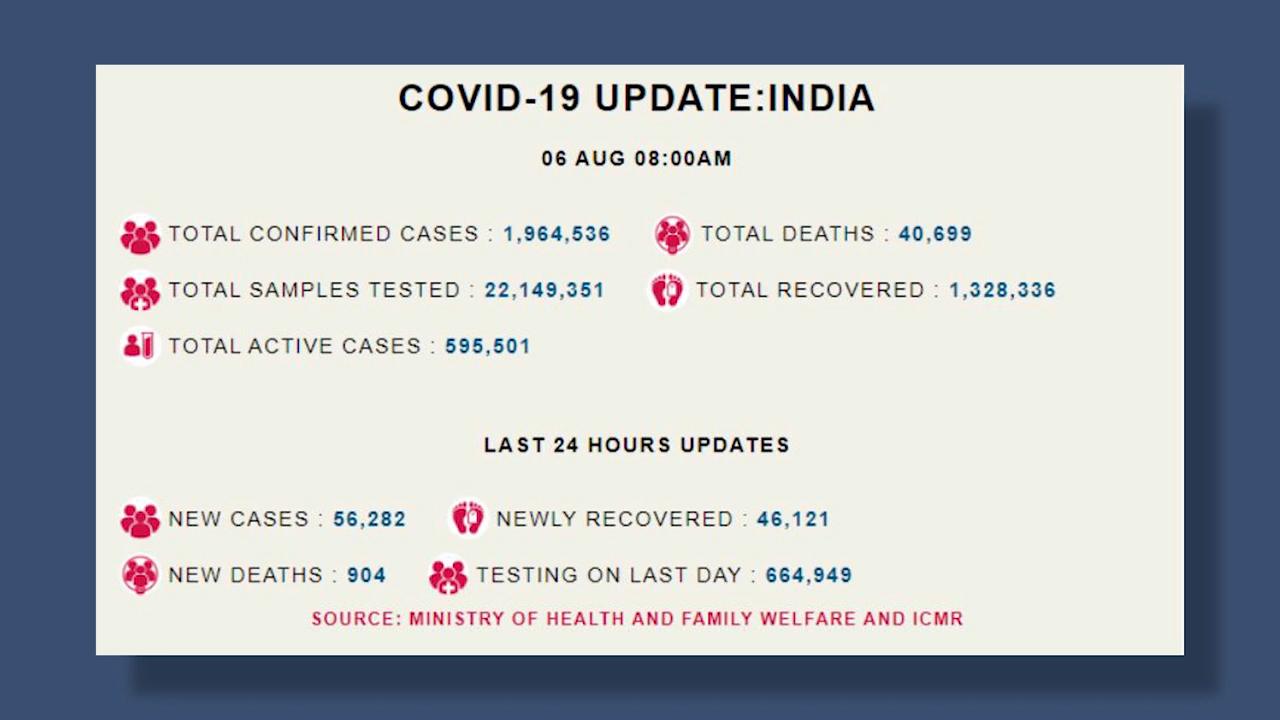 COVID-19 UPDATE:INDIA
06 AUG 08:00AM
TOTAL CONFIRMED CASES : 1,964,536 TOTAL DEATHS : 40,699
TOTAL SAMPLES TESTED : 22,149,351 TOTAL RECOVERED : 1,328,336
TOTAL ACTIVE CASES : 595,501
LAST 24 HOURS UPDATES
NEW CASES : 56,282 NEWLY RECOVERED : 46,121
NEW DEATHS : 904 TESTING ON LAST DAY : 664,949
SOURCE: MINISTRY OF HEALTH AND FAMILY WELFARE AND ICMR